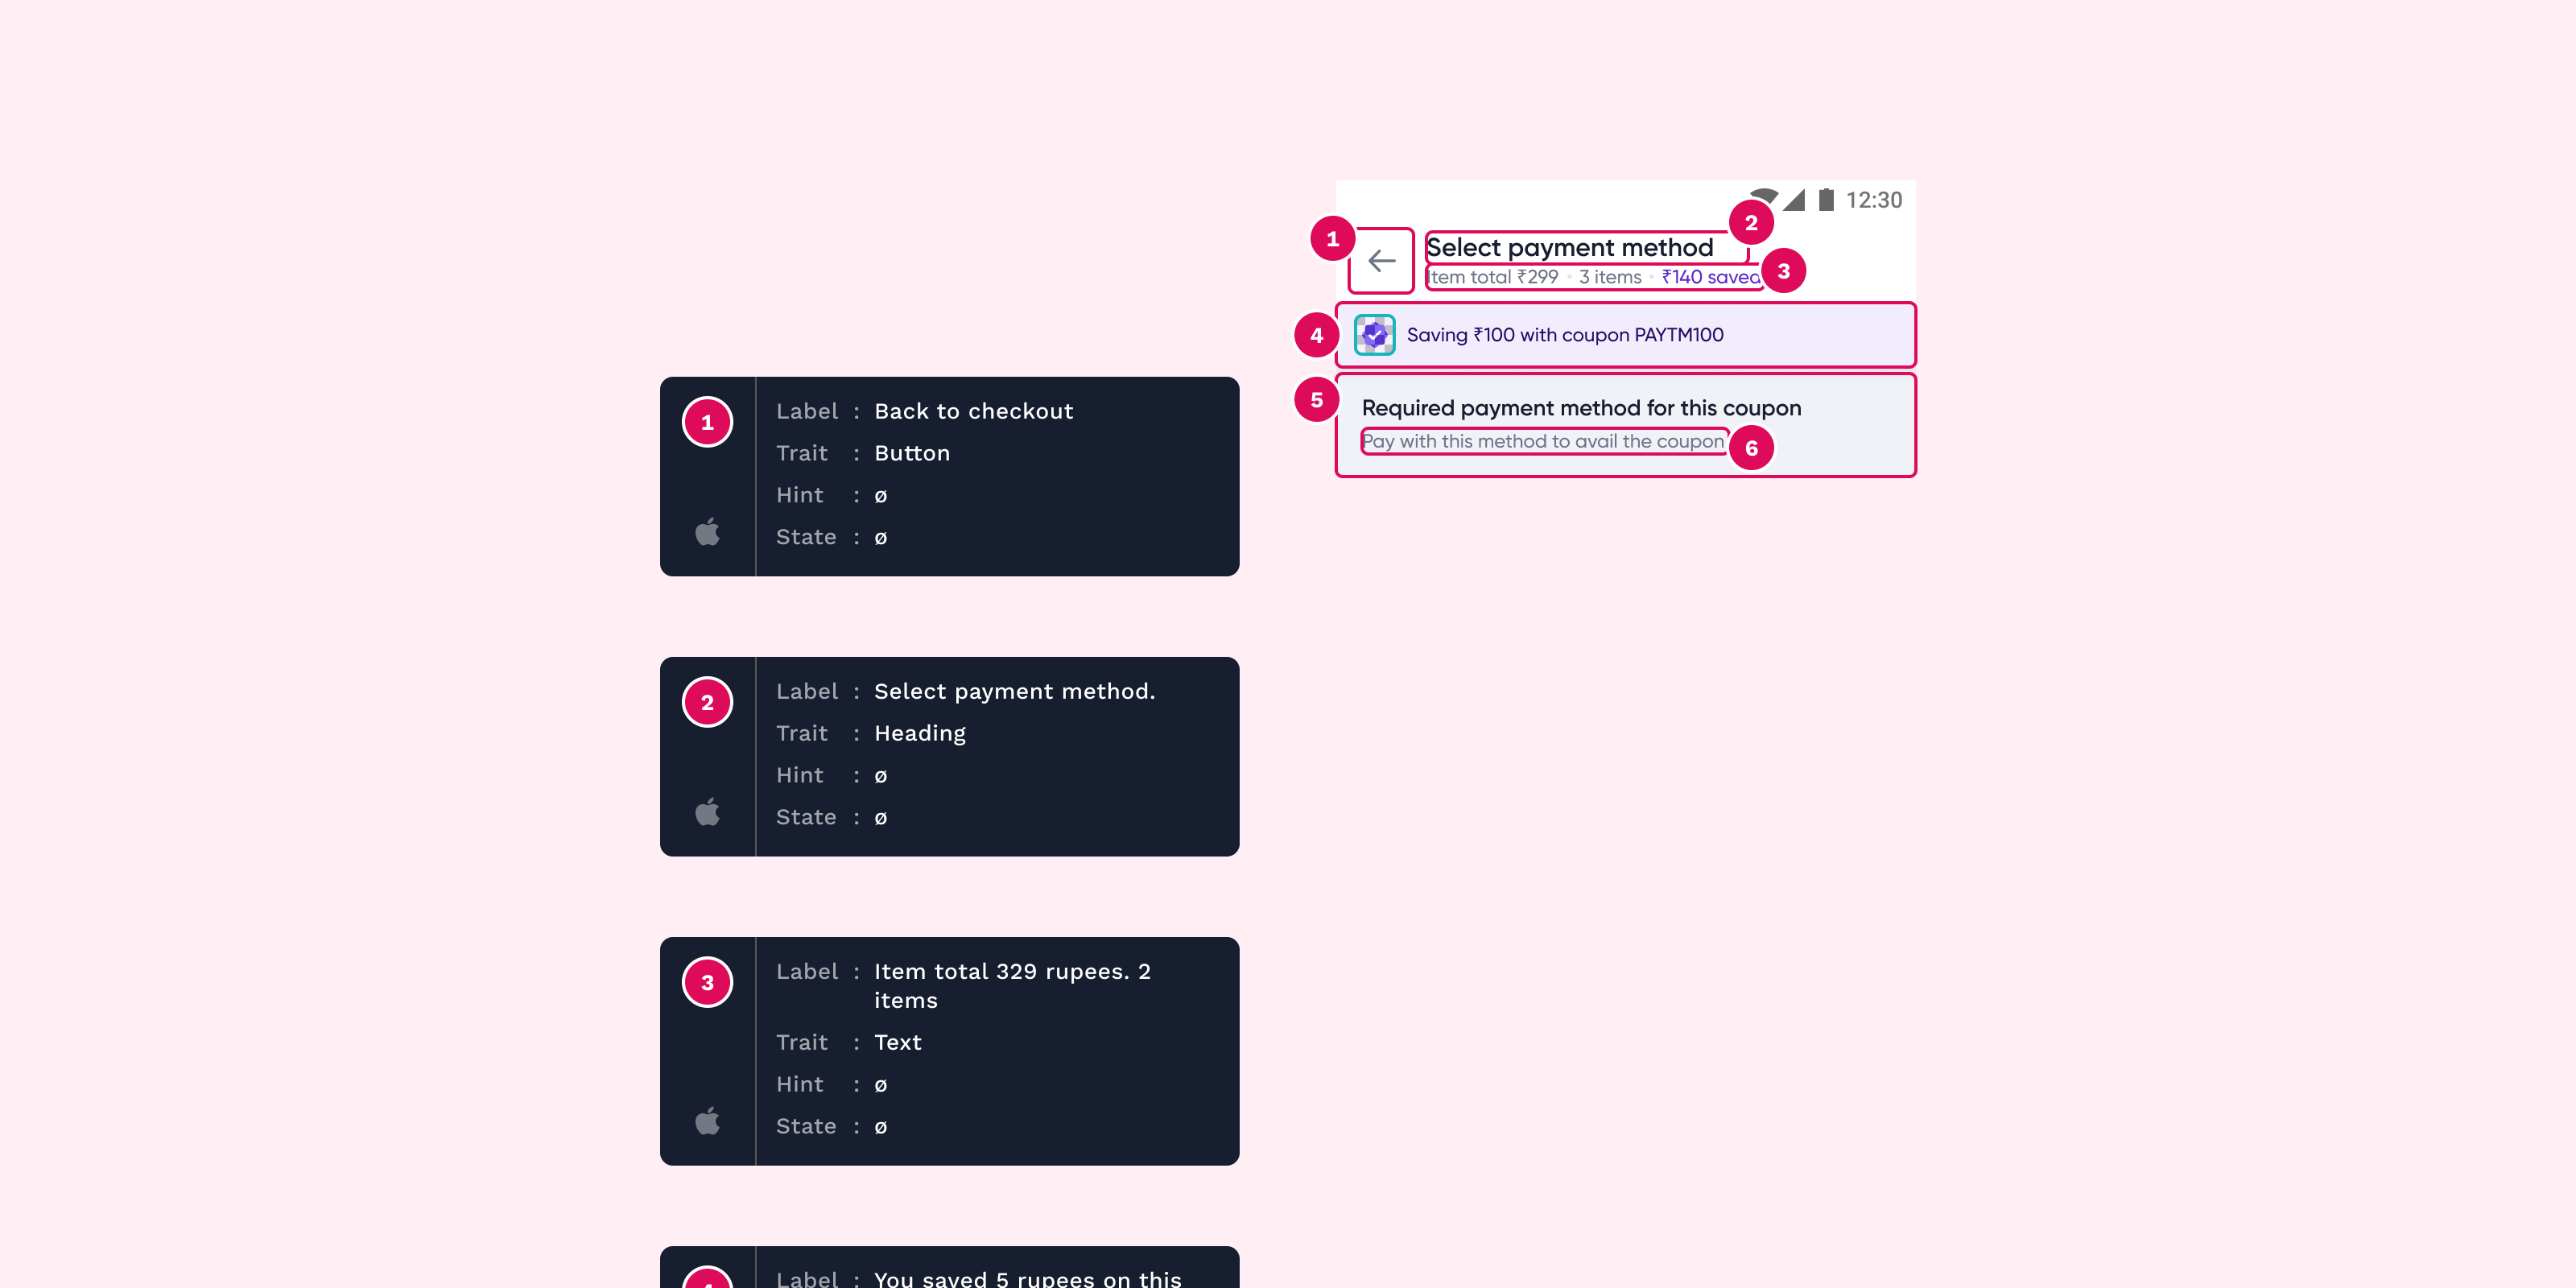 1
Label : Back to checkout
Trait : Button
Hint : ø
State : ø
2
Label : Select payment method.
Trait : Heading
Hint : ø
State : ø
3
Label : Item total 329 rupees. 2
items
Trait : Text
Hint : ø
State : ø
Label : You saved 5 rupees on this
12:30
1
2
Select payment method
3
Item total ₹299 • 3 items • ₹140 saved
4
Saving ₹100 with coupon PAYTM100
5
Required payment method for this coupon
Pay with this method to avail the coupon
6